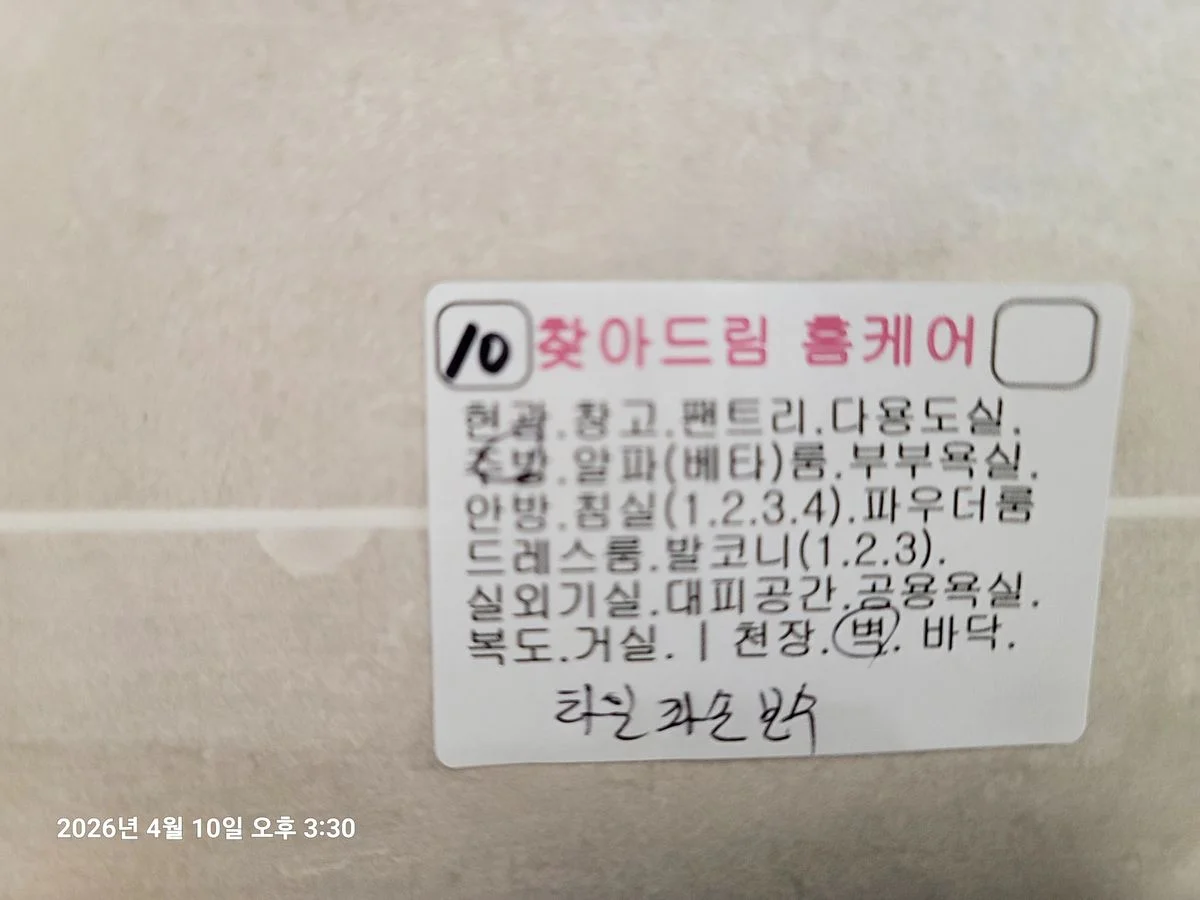 10 찾아드림 홈케어
현관.창고.팬트리.다용도실.
주방.알파(베타)룸.부부욕실.
안방.침실(1.2.3.4).파우더룸
드레스룸.발코니(1.2.3).
실외기실.대피공간.공용욕실.
복도.거실. | 천장.벽. 바닥.
타일 파손 보수
2026년 4월 10일 오후 3:30